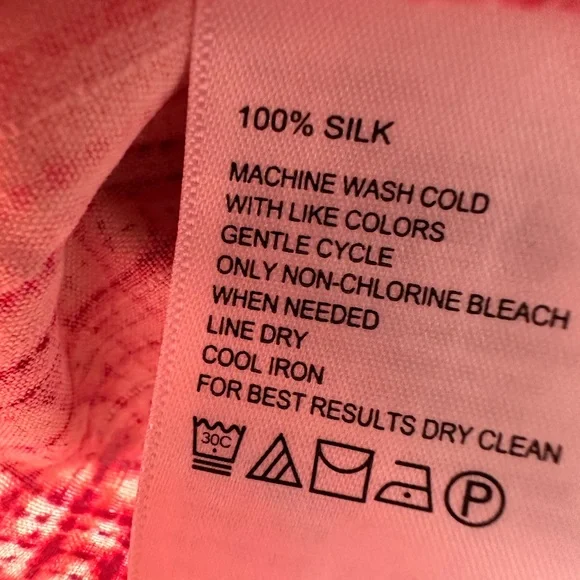 100% SILK
MACHINE WASH COLD
WITH LIKE COLORS
GENTLE CYCLE
ONLY NON-CHLORINE BLEACH
WHEN NEEDED
LINE DRY
COOL IRON
FOR BEST RESULTS DRY CLEAN
30C P